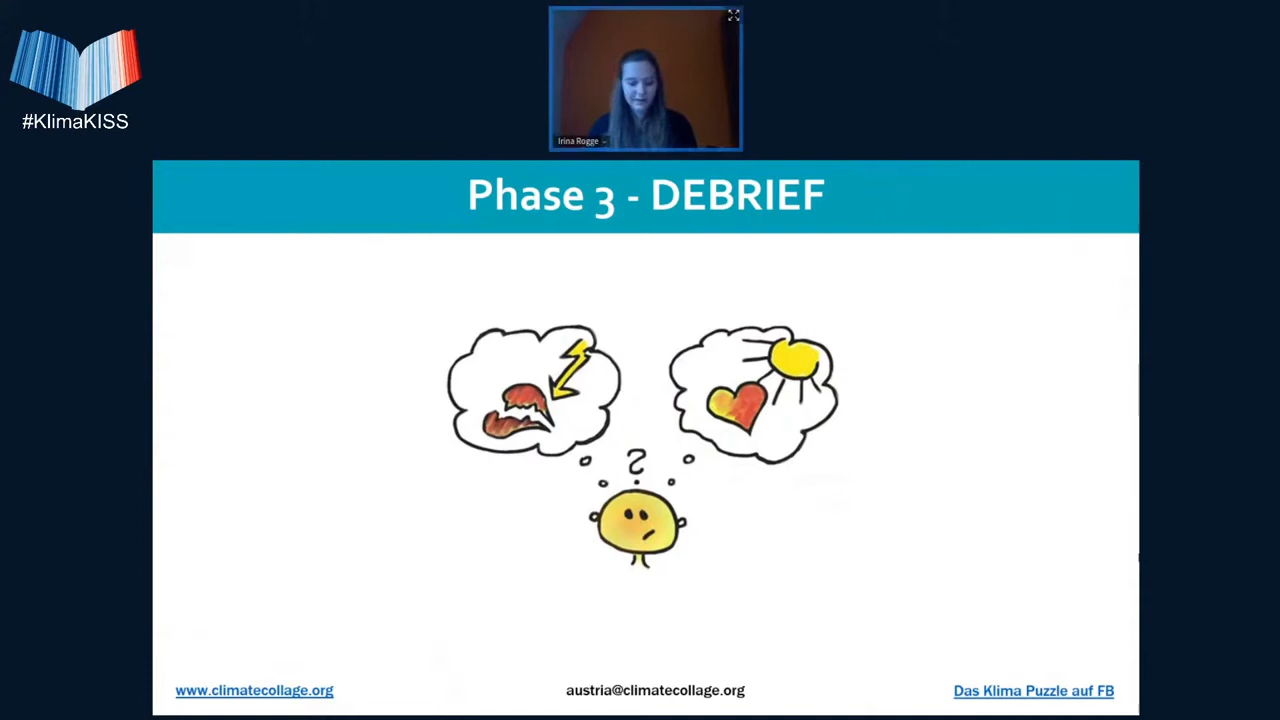 #KlimaKISS
Irina Rogge
Phase 3 - DEBRIEF
?
www.climatecollage.org
austria@climatecollage.org
Das Klima Puzzle auf FB